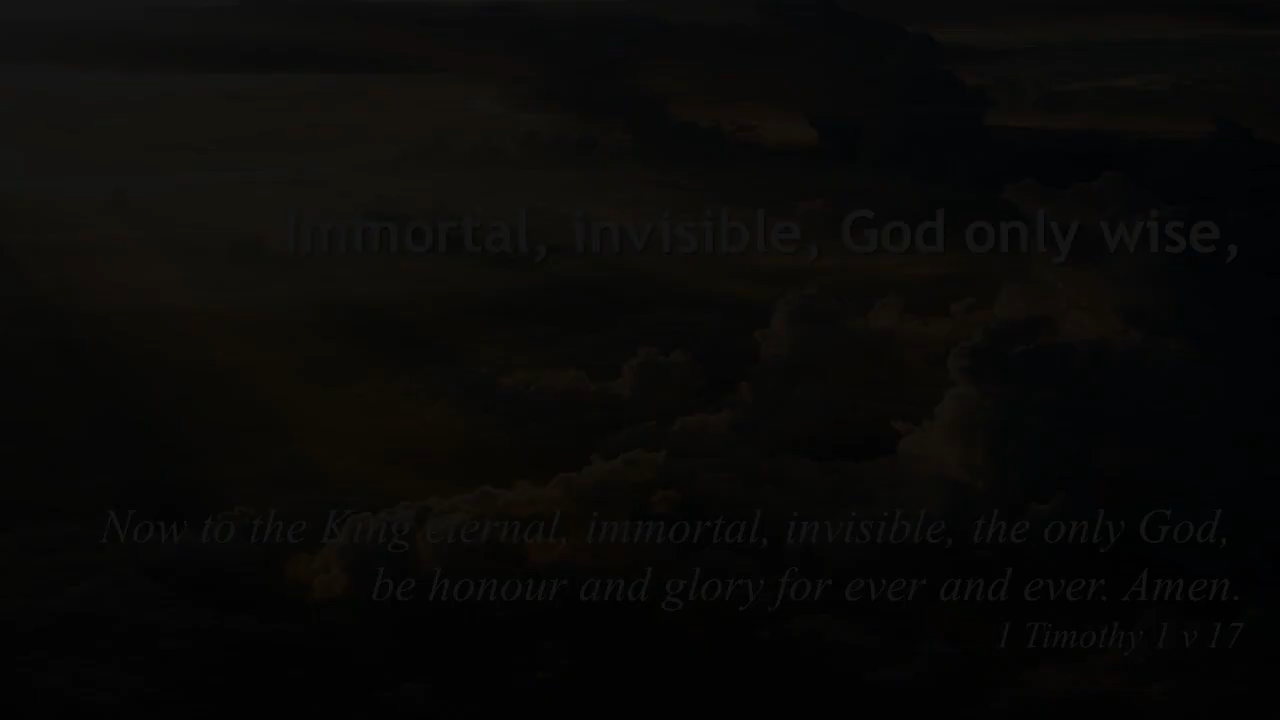 Immortal, invisible, God only wise,
Now to the King eternal, immortal, invisible, the only God,
be honour and glory for ever and ever. Amen.
1 Timothy 1 v 17